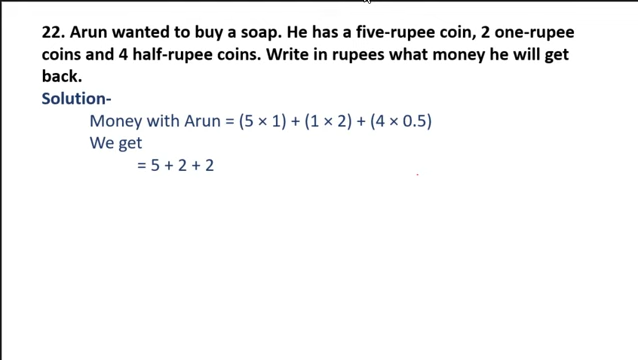 22. Arun wanted to buy a soap. He has a five-rupee coin, 2 one-rupee
coins and 4 half-rupee coins. Write in rupees what money he will get
back.
Solution-
Money with Arun = (5 × 1) + (1 × 2) + (4 × 0.5)
We get
= 5 + 2 + 2